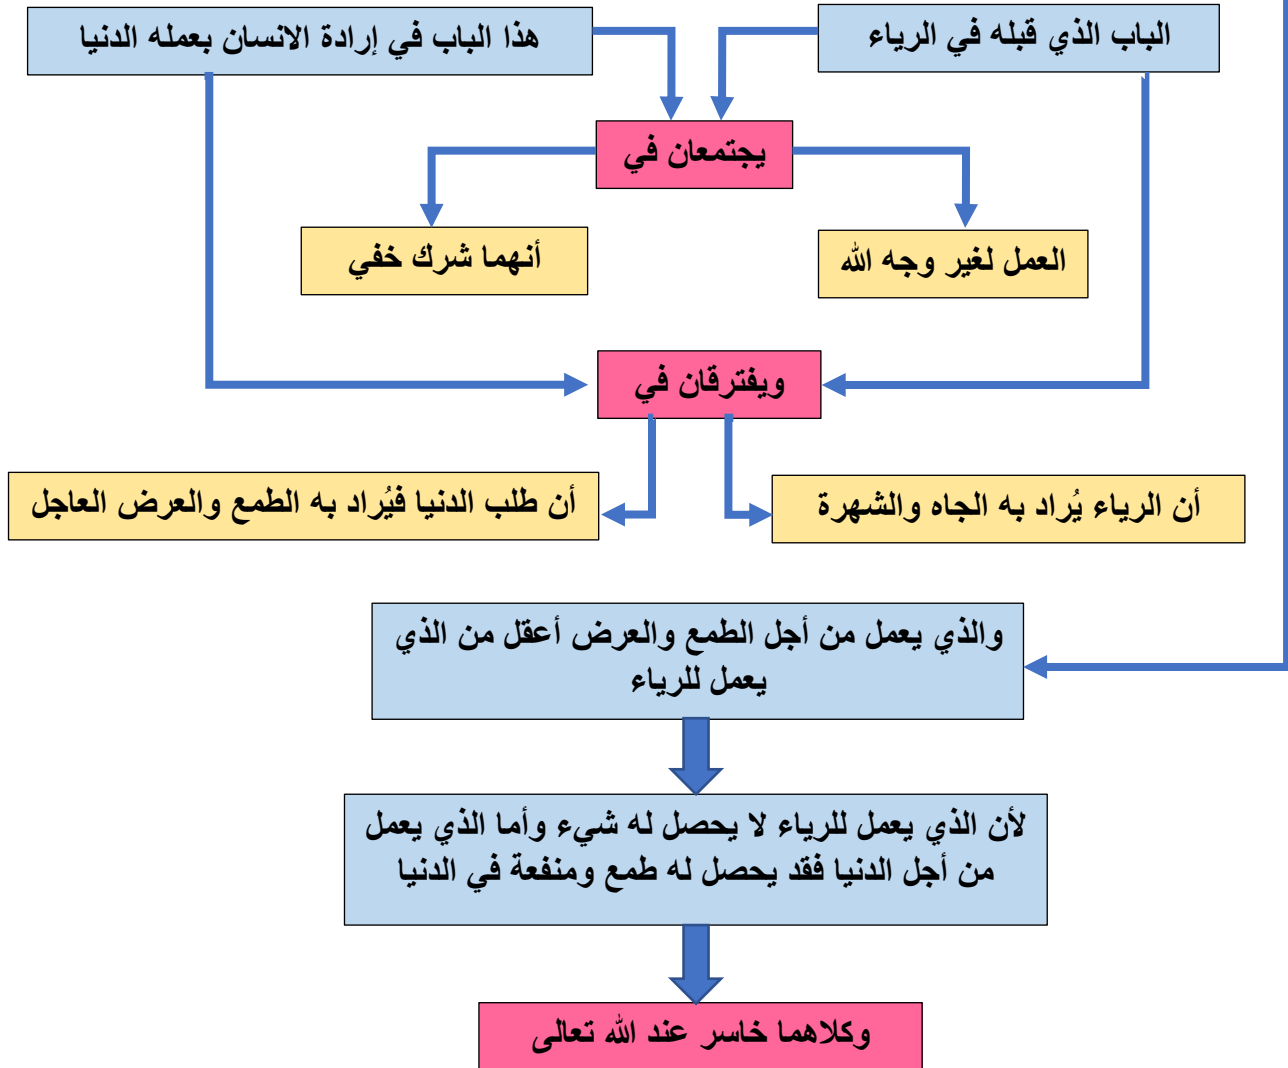 الباب الذي قبله في الرياء
هذا الباب في إرادة الانسان بعمله الدنيا
يجتمعان في
العمل لغير وجه الله
أنهما شرك خفي
ويفترقان في
أن الرياء يُراد به الجاه والشهرة
أن طلب الدنيا فيُراد به الطمع والعرض العاجل
والذي يعمل من أجل الطمع والعرض أعقل من الذي
يعمل للرياء
لأن الذي يعمل للرياء لا يحصل له شيء وأما الذي يعمل
من أجل الدنيا فقد يحصل له طمع ومنفعة في الدنيا
وكلاهما خاسر عند الله تعالى